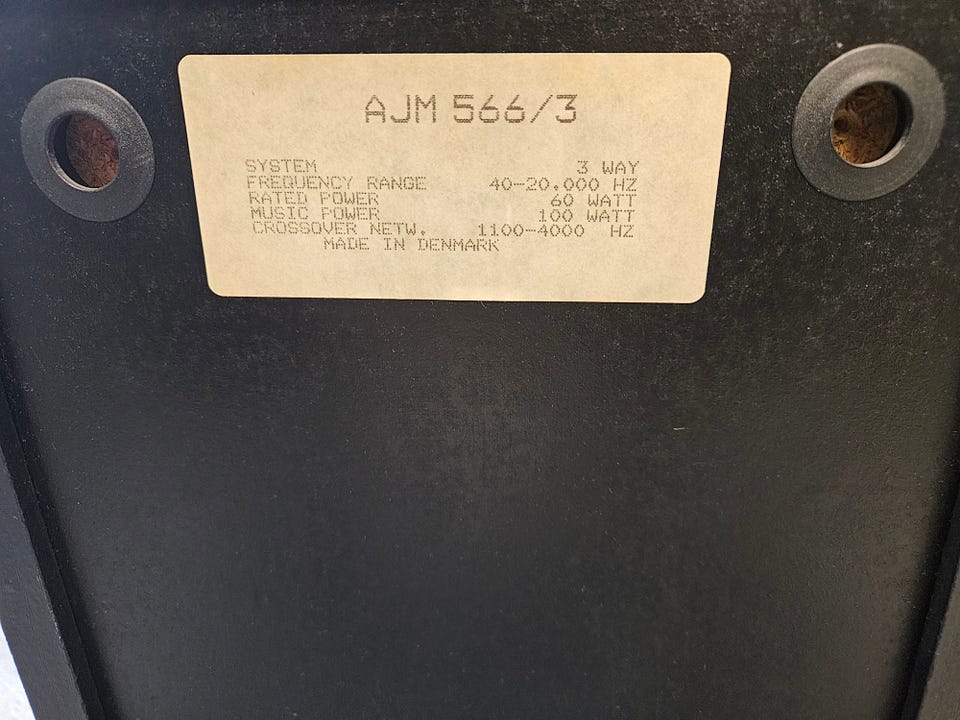 AJM 566/3
SYSTEM 3 WAY
FREQUENCY RANGE 40-20.000 HZ
RATED POWER 60 WATT
MUSIC POWER 100 WATT
CROSSOVER NETW. 1100-4000 HZ
MADE IN DENMARK